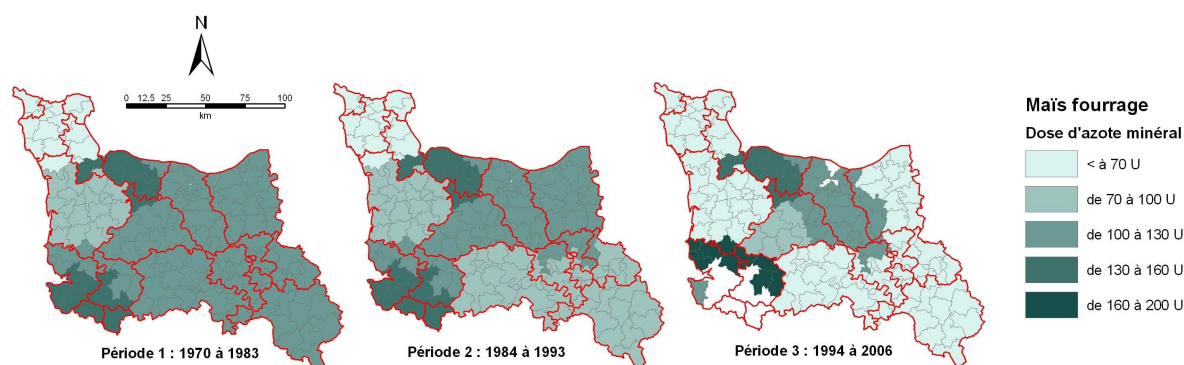 N
0 12,5 25 50 75 100
km
Période 1 : 1970 à 1983
Période 2 : 1984 à 1993
Période 3 : 1994 à 2006
Maïs fourrage
Dose d'azote minéral
< à 70 U
de 70 à 100 U
de 100 à 130 U
de 130 à 160 U
de 160 à 200 U